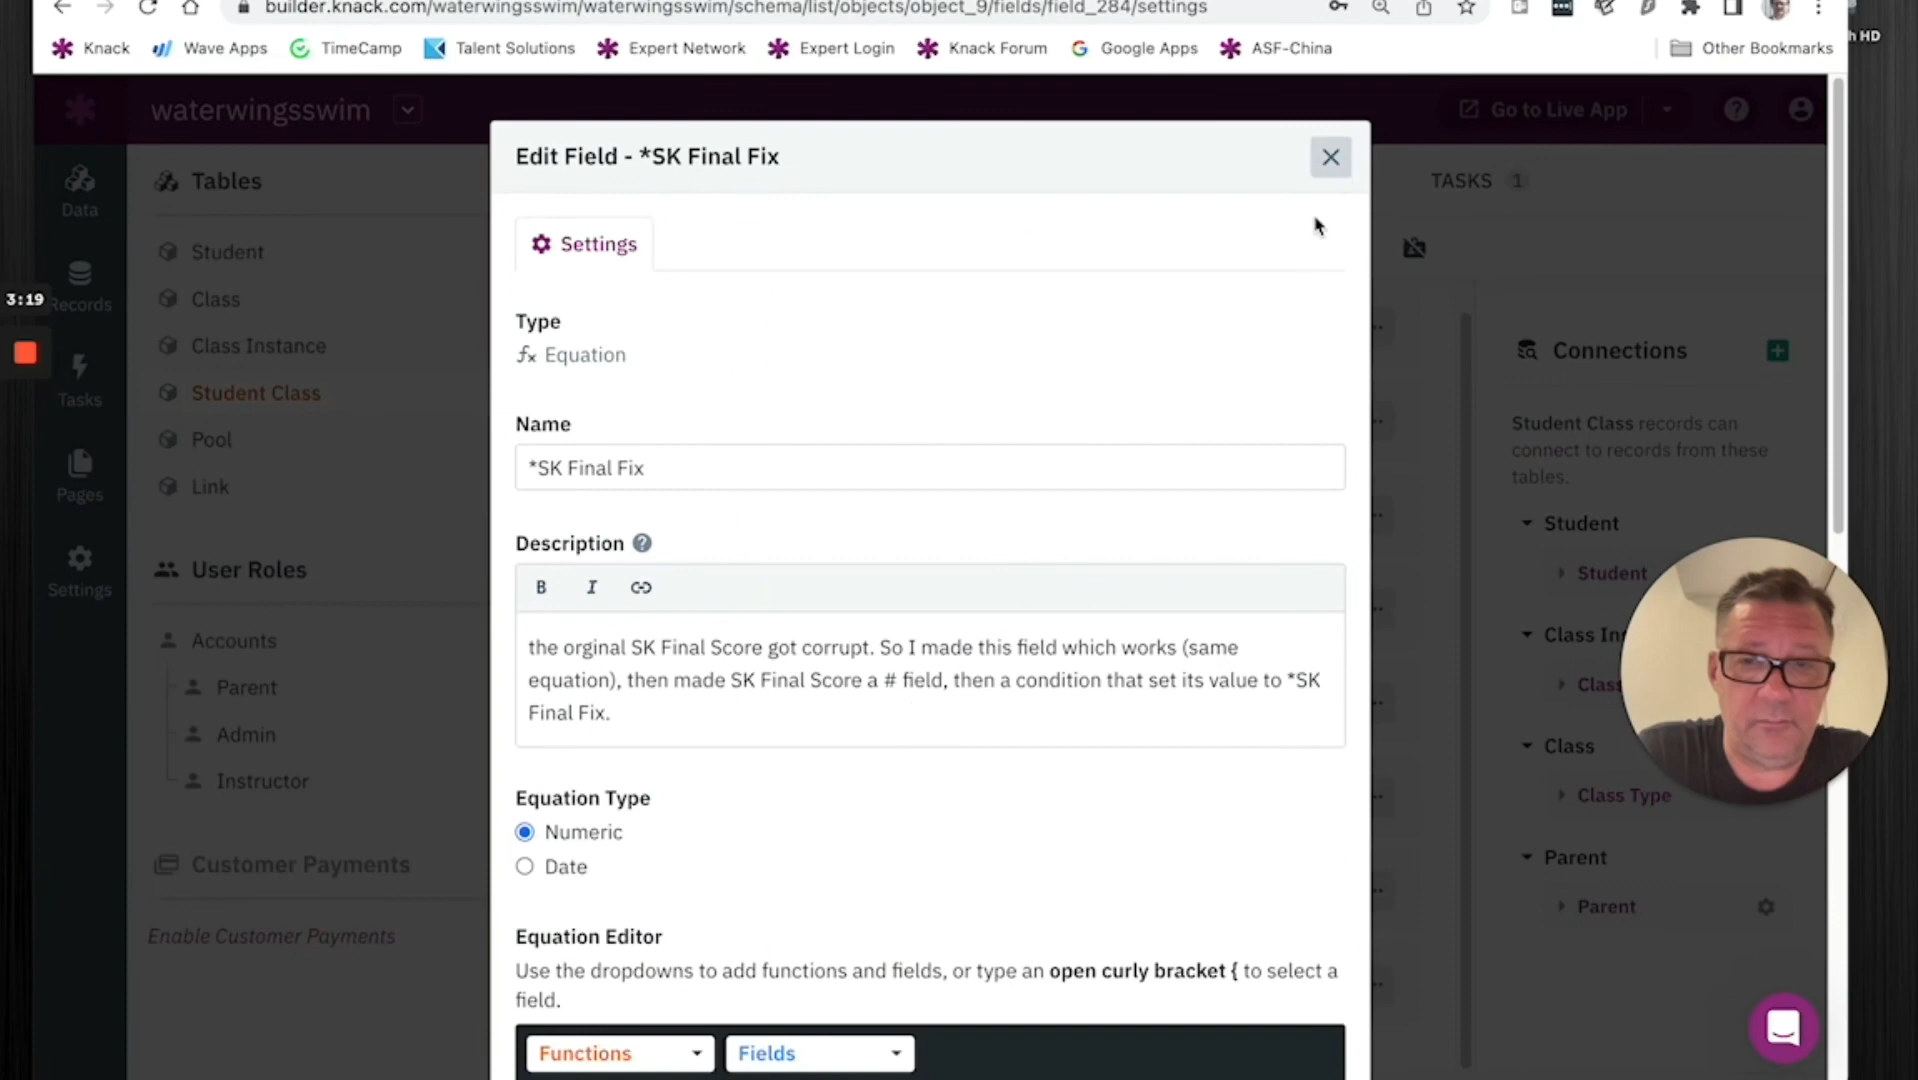 builder.knack.com/waterwingsswim/waterwingsswim/schema/list/objects/object_9/fields/field_284/settings
Knack
Wave Apps
TimeCamp
Talent Solutions
Expert Network
Expert Login
Knack Forum
Google Apps
ASF-China
Other Bookmarks
h HD
waterwingsswim
Go to Live App
Edit Field - *SK Final Fix
Tables
TASKS 1
Data
Student
Settings
Class
3:19
Records
Type
fx Equation
Class Instance
Connections
Tasks
Student Class
Student Class records can
connect to records from these
tables.
Name
Pool
*SK Final Fix
Pages
Link
Student
Description
Student
User Roles
B I
Settings
Accounts
the orginal SK Final Score got corrupt. So I made this field which works (same
equation), then made SK Final Score a # field, then a condition that set its value to *SK
Final Fix.
Class In
Parent
Clas
Admin
Class
Instructor
Equation Type
Class Type
Numeric
Date
Customer Payments
Parent
Parent
Enable Customer Payments
Equation Editor
Use the dropdowns to add functions and fields, or type an open curly bracket { to select a
field.
Functions
Fields